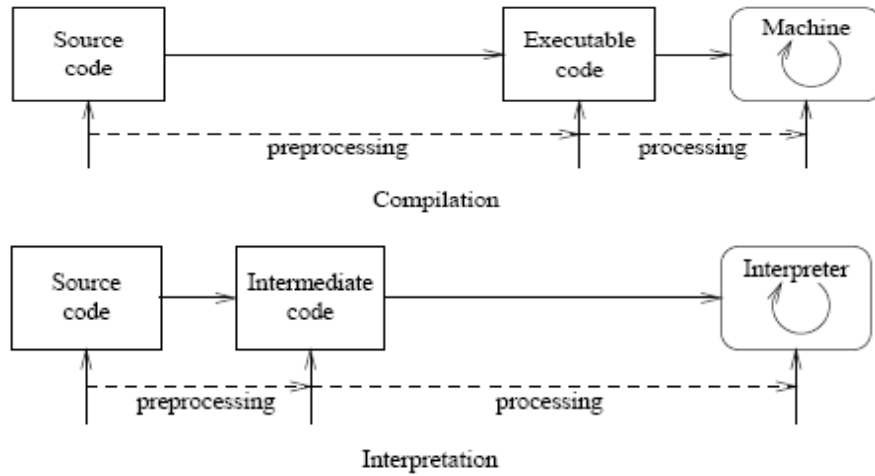 Source
code
Executable
code
Machine
preprocessing
processing
Compilation
Source
code
Intermediate
code
Interpreter
preprocessing
processing
Interpretation